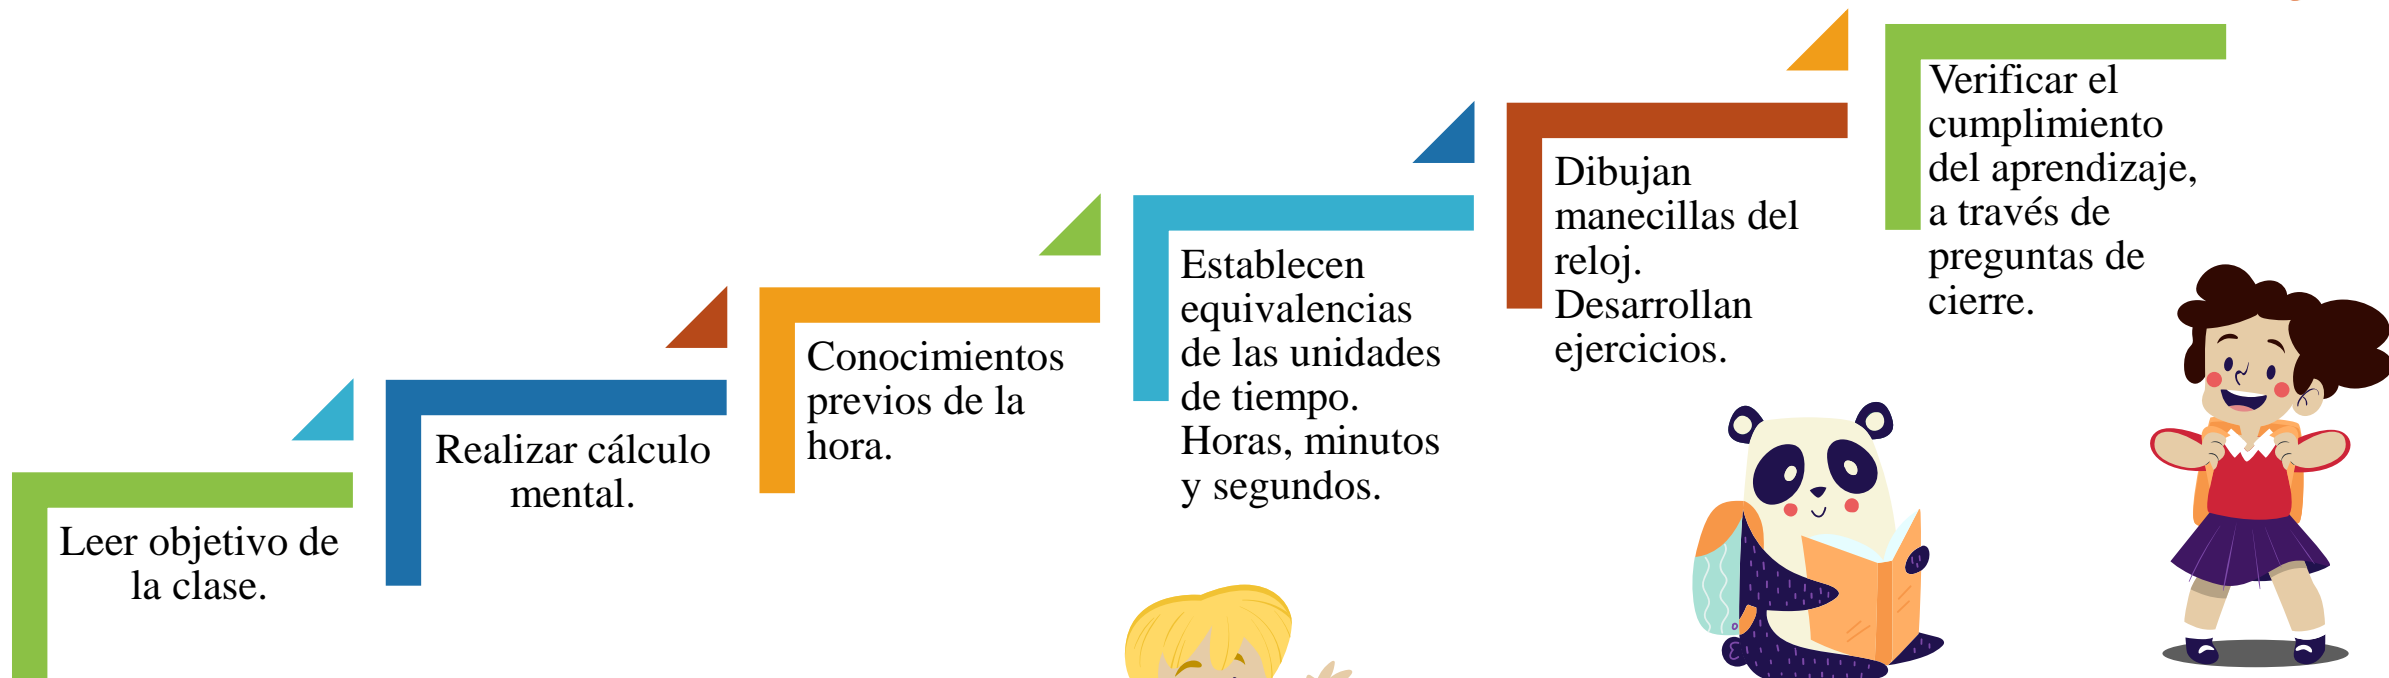 Leer objetivo de
la clase.
Realizar cálculo
mental.
Conocimientos
previos de la
hora.
Establecen
equivalencias
de las unidades
de tiempo.
Horas, minutos
y segundos.
Dibujan
manecillas del
reloj.
Desarrollan
ejercicios.
Verificar el
cumplimiento
del aprendizaje,
a través de
preguntas de
cierre.